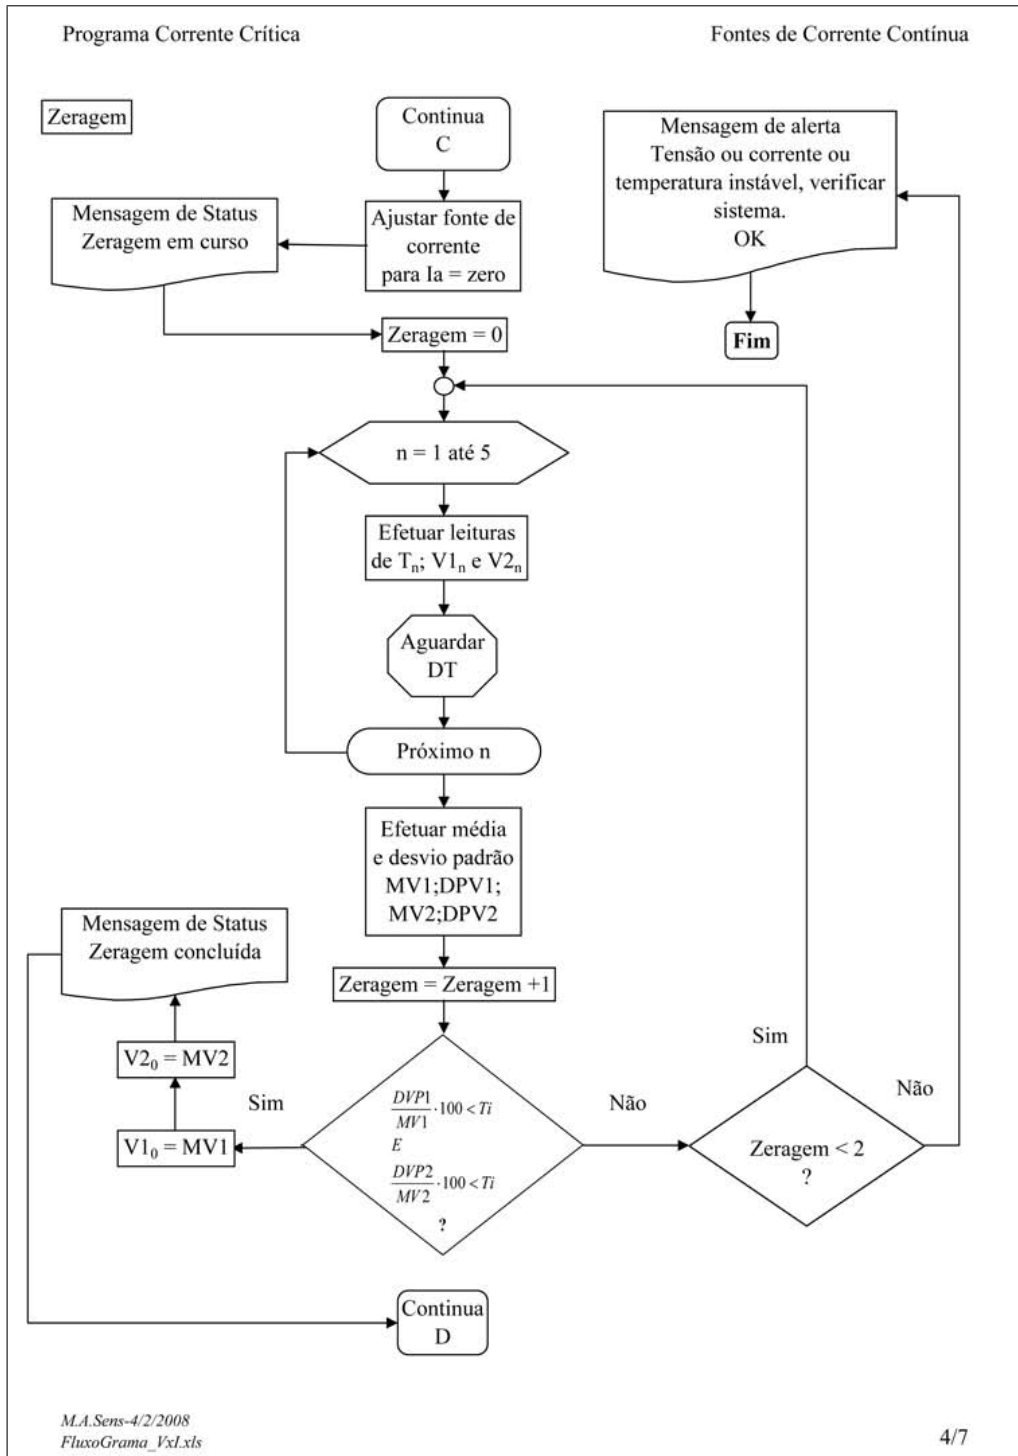 Programa Corrente Crítica
Fontes de Corrente Contínua
Zeragem
Continua
C
Mensagem de alerta
Tensão ou corrente ou
temperatura instável, verificar
sistema.
OK
Mensagem de Status
Zeragem em curso
Ajustar fonte de
corrente
para Ia = zero
Zeragem = 0
Fim
n = 1 até 5
Efetuar leituras
de Tₙ; V1ₙ e V2ₙ
Aguardar
DT
Próximo n
Efetuar média
e desvio padrão
MV1;DPV1;
MV2;DPV2
Mensagem de Status
Zeragem concluída
Zeragem = Zeragem +1
V2₀ = MV2
V1₀ = MV1
Sim
DVP1/MV1 · 100 < Ti
E
DVP2/MV2 · 100 < Ti
?
Não
Sim
Não
Zeragem < 2
?
Continua
D
M.A.Sens-4/2/2008
FluxoGrama_VxI.xls
4/7